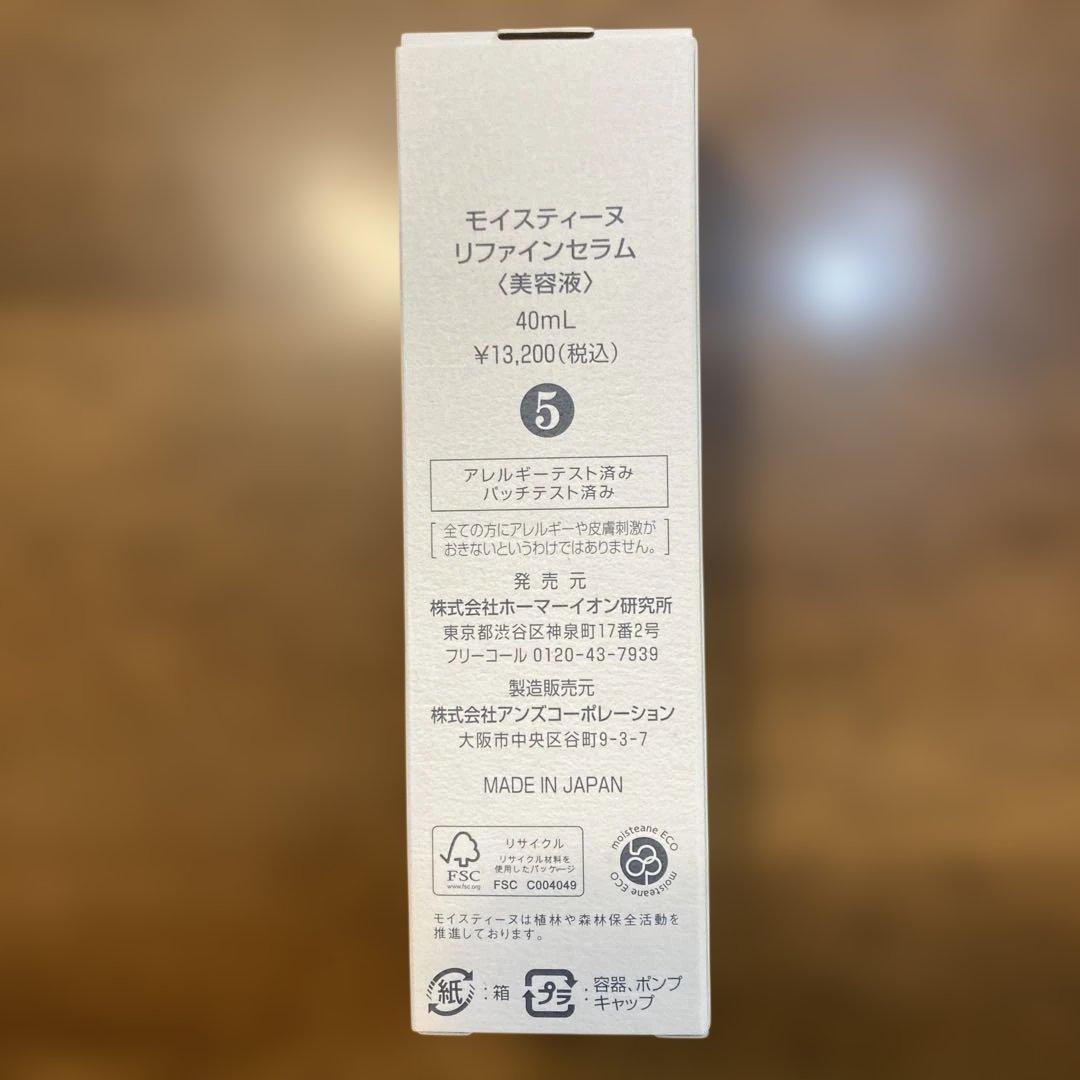 モイスティーヌ
リファインセラム
〈美容液〉
40mL
¥13,200(税込)
5
アレルギーテスト済み
パッチテスト済み
全ての方にアレルギーや皮膚刺激が
おきないというわけではありません。
発売元
株式会社ホーマーイオン研究所
東京都渋谷区神泉町17番2号
フリーコール 0120-43-7939
製造販売元
株式会社アンズコーポレーション
大阪市中央区谷町9-3-7
MADE IN JAPAN
FSC
www.fsc.org
リサイクル
リサイクル材料を
使用したパッケージ
FSC C004049
moisteane ECO
moisteane ECO
モイスティーヌは植林や森林保全活動を
推進しております。
紙:箱
プラ:容器、ポンプ
:キャップ